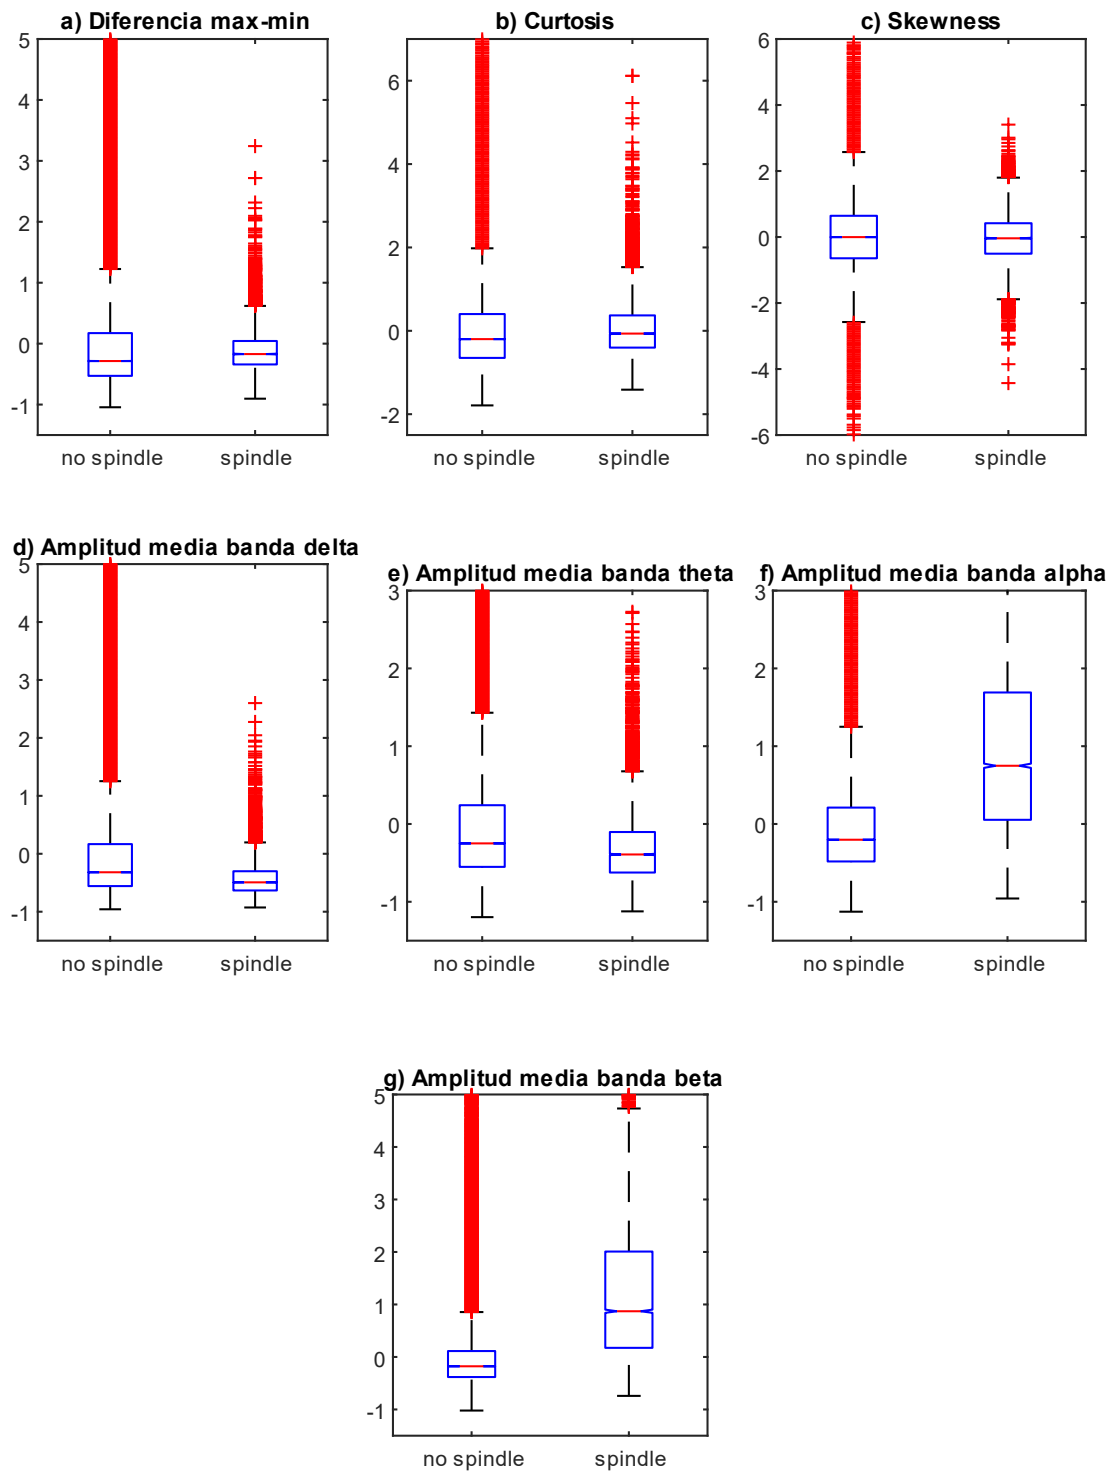 a) Diferencia max-min
5
4
3
2
1
0
-1
no spindle
spindle
b) Curtosis
6
4
2
0
-2
no spindle
spindle
c) Skewness
6
4
2
0
-2
-4
-6
no spindle
spindle
d) Amplitud media banda delta
5
4
3
2
1
0
-1
no spindle
spindle
e) Amplitud media banda theta
3
2
1
0
-1
no spindle
spindle
f) Amplitud media banda alpha
3
2
1
0
-1
no spindle
spindle
g) Amplitud media banda beta
5
4
3
2
1
0
-1
no spindle
spindle